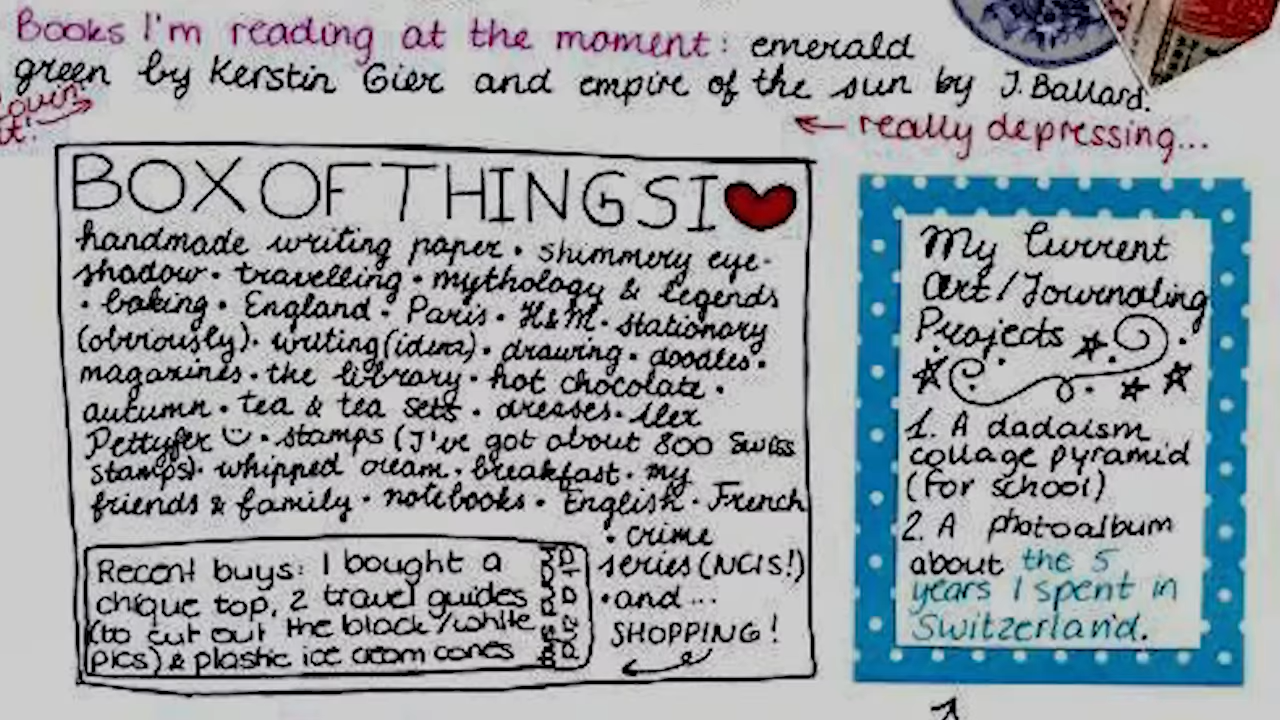 Books I'm reading at the moment: emerald
green by Kerstin Gier and empire of the sun by J. Ballard.
lovin'
it!
really depressing...
BOX OF THINGS I
handmade writing paper • shimmery eye-
shadow • travelling • mythology & legends
• baking • England • Paris • H&M • stationary
(obviously) • writing (idem) • drawing • doodles •
magazines • the library • hot chocolate •
autumn • tea & tea sets • dresses • Alex
Pettyfer • stamps (I've got about 800 Swiss
stamps) • whipped cream • breakfast • my
friends & family • notebooks • English • French
• crime
series (NCIS!)
• and...
SHOPPING!
Recent buys: I bought a
chique top, 2 travel guides
(to cut out the black/white
pics) & plastic ice cream cones
My Current
Art/Journaling
Projects
1. A dadaism
collage pyramid
(for school)
2. A photoalbum
about the 5
years I spent in
Switzerland.